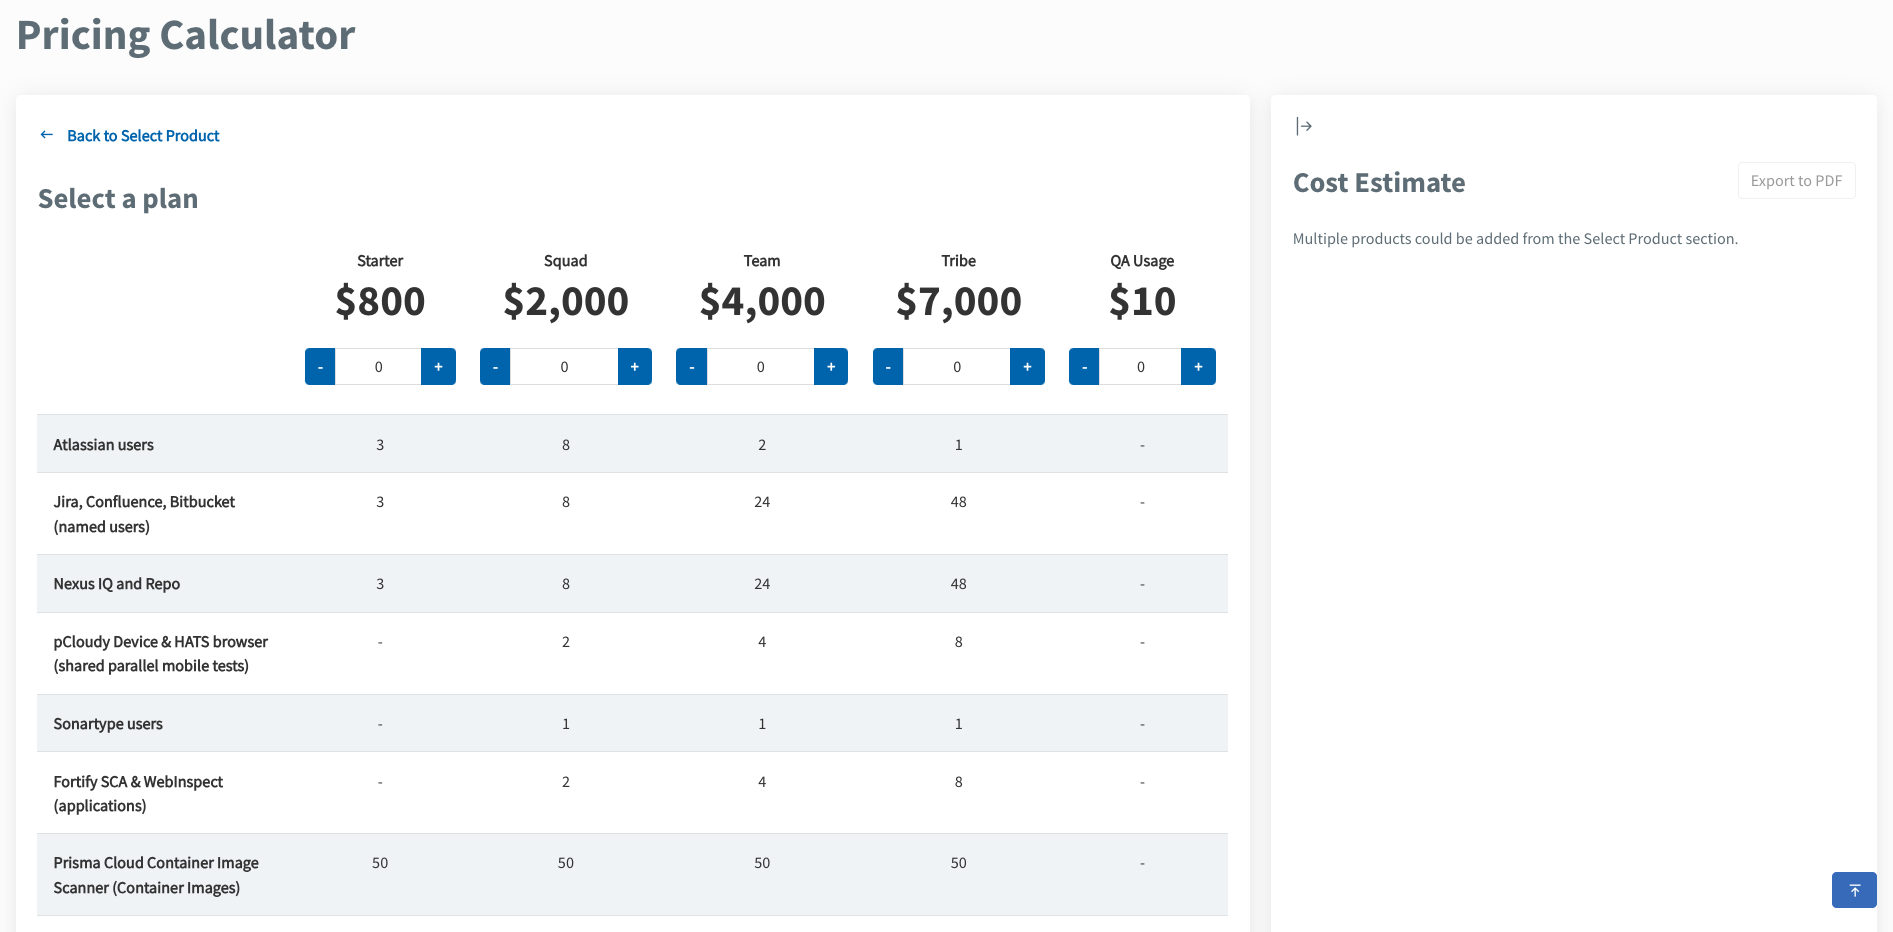 Pricing Calculator
← Back to Select Product
Select a plan
Starter Squad Team Tribe QA Usage
$800 $2,000 $4,000 $7,000 $10
- 0 + - 0 + - 0 + - 0 + - 0 +
Atlassian users 3 8 2 1 -
Jira, Confluence, Bitbucket 3 8 24 48 -
(named users)
Nexus IQ and Repo 3 8 24 48 -
pCloudy Device & HATS browser - 2 4 8 -
(shared parallel mobile tests)
Sonartype users - 1 1 1 -
Fortify SCA & WebInspect - 2 4 8 -
(applications)
Prisma Cloud Container Image 50 50 50 50 -
Scanner (Container Images)
Cost Estimate
Export to PDF
Multiple products could be added from the Select Product section.